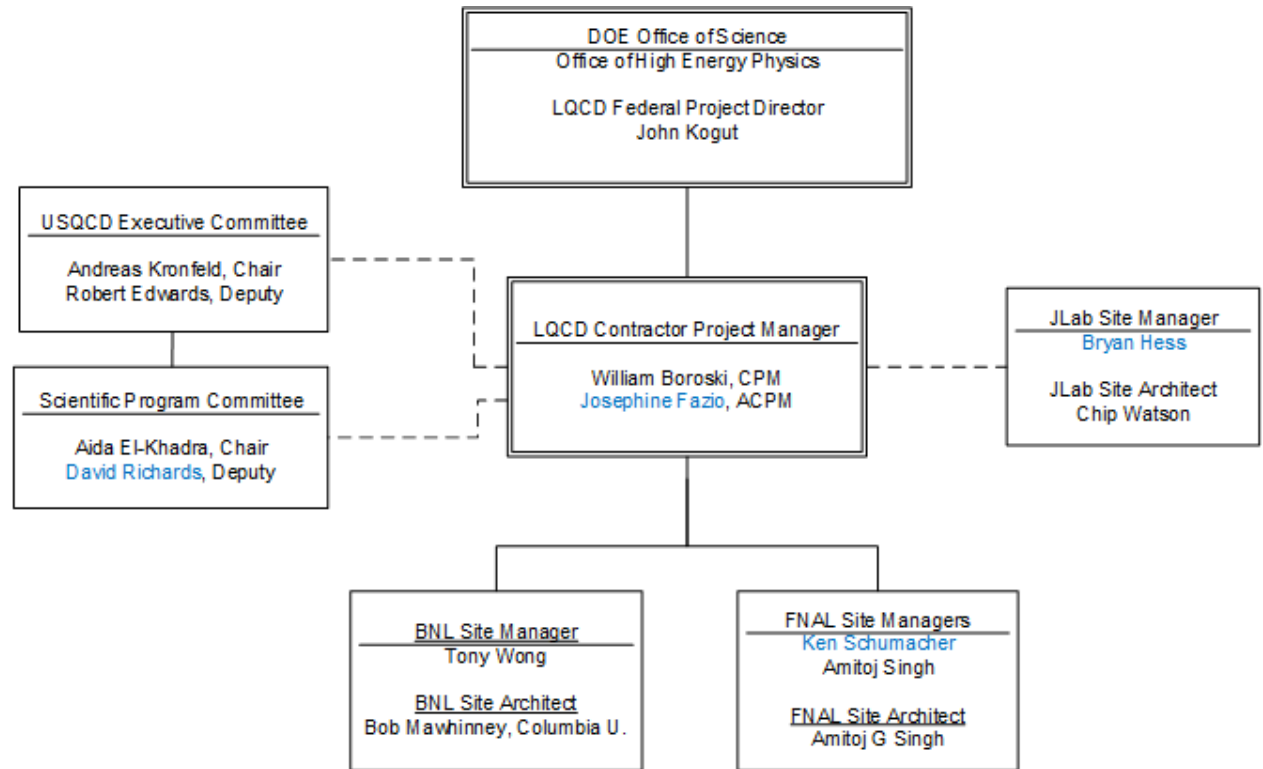 DOE Office of Science
Office of High Energy Physics
LQCD Federal Project Director
John Kogut
USQCD Executive Committee
Andreas Kronfeld, Chair
Robert Edwards, Deputy
Scientific Program Committee
Aida El-Khadra, Chair
David Richards, Deputy
LQCD Contractor Project Manager
William Boroski, CPM
Josephine Fazio, ACPM
JLab Site Manager
Bryan Hess
JLab Site Architect
Chip Watson
BNL Site Manager
Tony Wong
BNL Site Architect
Bob Mawhinney, Columbia U.
FNAL Site Managers
Ken Schumacher
Amitoj Singh
FNAL Site Architect
Amitoj G Singh